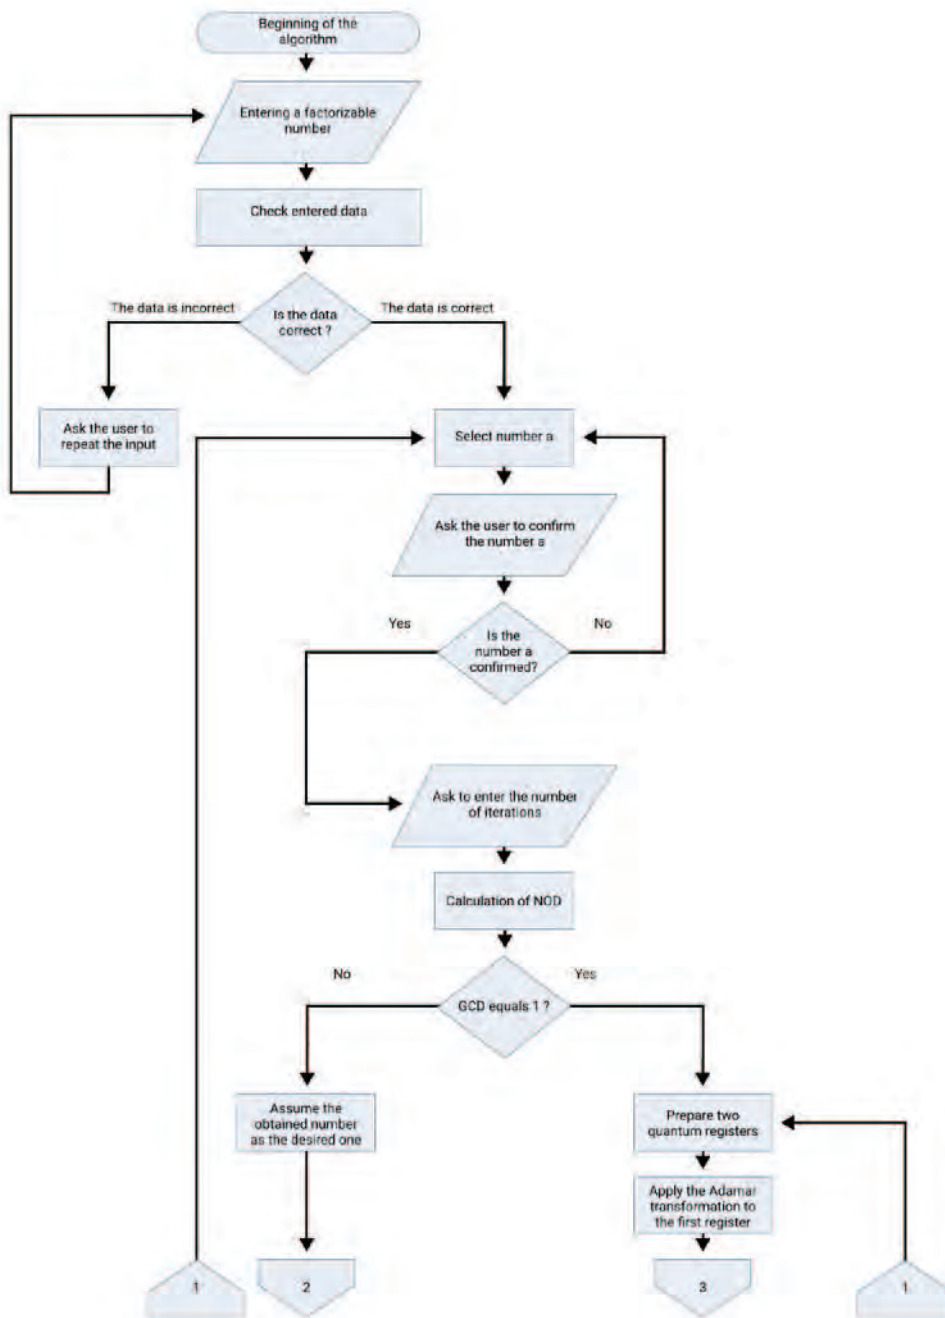 Beginning of the
algorithm
Entering a factorizable
number
Check entered data
The data is incorrect
Is the data
correct ?
The data is correct
Ask the user to
repeat the input
Select number a
Ask the user to confirm
the number a
Yes
Is the
number a
confirmed?
No
Ask to enter the number
of iterations
Calculation of NOD
No
GCD equals 1 ?
Yes
Assume the
obtained number
as the desired one
Prepare two
quantum registers
Apply the Adamar
transformation to
the first register
1
2
3
1